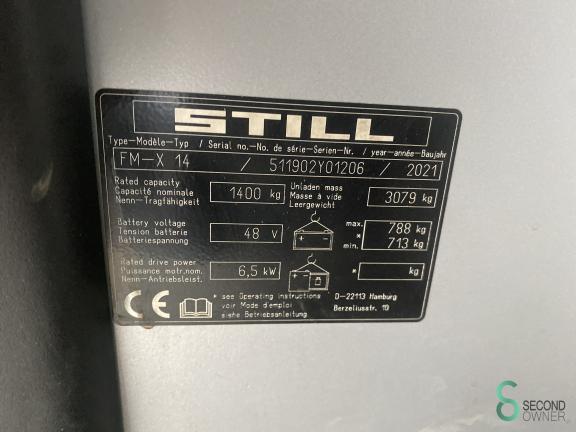 STILL
Type-Modèle-Typ / Serial no.-No. de série-Serien-Nr. / year-année-Baujahr
FM-X 14 / 511902Y01206 / 2021
Rated capacity
Capacité nominale
Nenn-Tragfähigkeit
1400 kg
Unladen mass
Masse à vide
Leergewicht
3079 kg
Battery voltage
Tension batterie
Batteriespannung
48 V
max. 788 kg
*
min. 713 kg
Rated drive power
Puissance motr.nom.
Nenn-Antriebsleist.
6,5 kW
* kg
CE
* see Operating instructions
voir Mode d'emploi
siehe Betriebsanleitung
D-22113 Hamburg
Berzeliusstr. 10
SECOND
OWNER